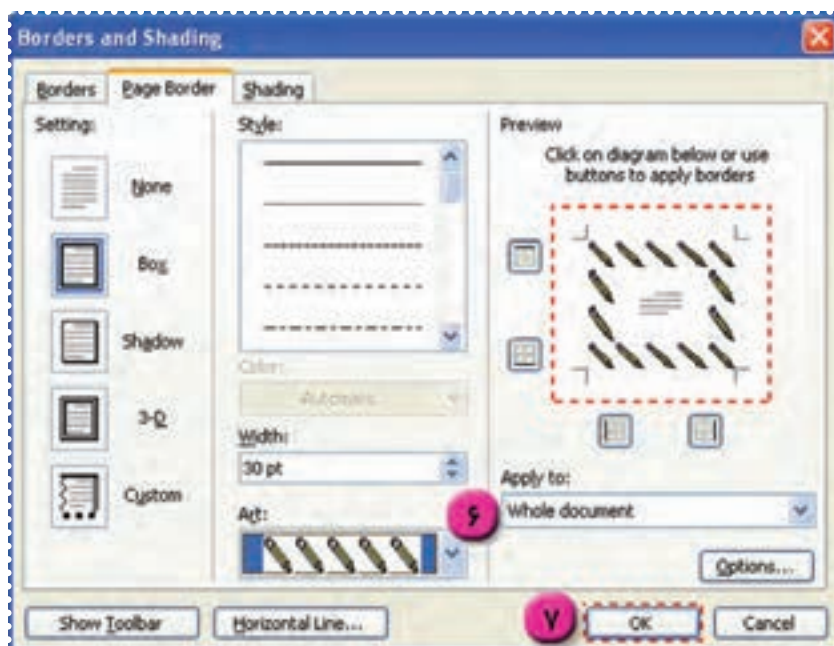 Borders and Shading
Borders
Page Border
Shading
Setting:
None
Box
Shadow
3-D
Custom
Style:
Color:
Automatic
Width:
30 pt
Art:
Preview
Click on diagram below or use
buttons to apply borders
Apply to:
۶
Whole document
Options...
Show Toolbar
Horizontal Line...
۷
OK
Cancel